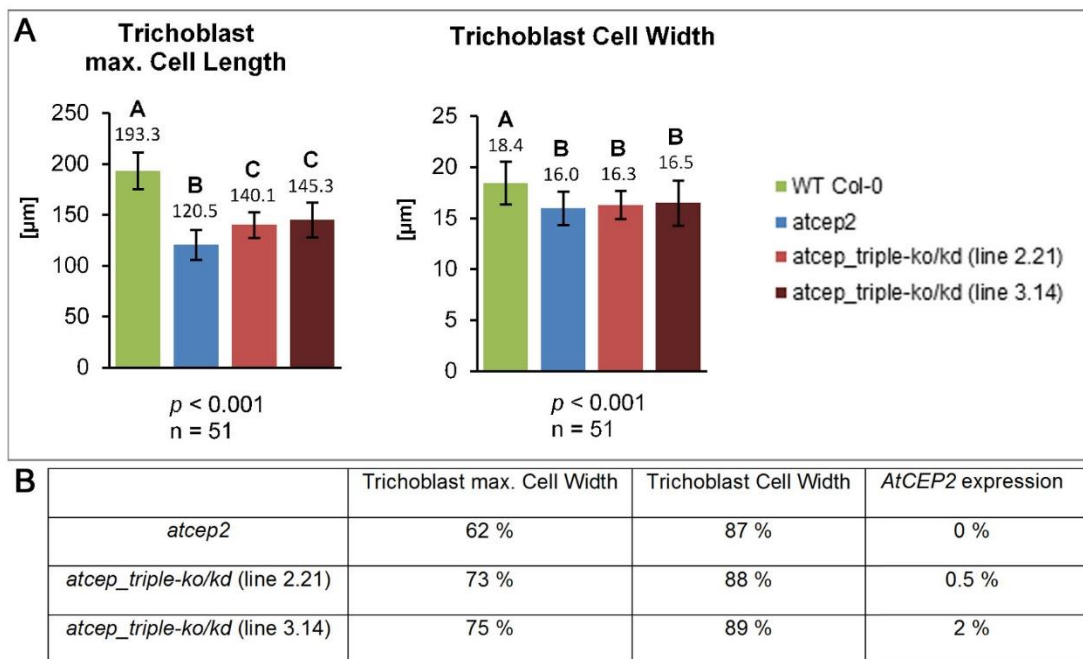 A
Trichoblast
max. Cell Length
Trichoblast Cell Width
250
200
150
100
50
0
[µm]
A
193.3
B
120.5
C
140.1
C
145.3
p < 0.001
n = 51
25
20
15
10
5
0
[µm]
A
18.4
B
16.0
B
16.3
B
16.5
p < 0.001
n = 51
WT Col-0
atcep2
atcep_triple-ko/kd (line 2.21)
atcep_triple-ko/kd (line 3.14)
B
Trichoblast max. Cell Width Trichoblast Cell Width AtCEP2 expression
atcep2 62 % 87 % 0 %
atcep_triple-ko/kd (line 2.21) 73 % 88 % 0.5 %
atcep_triple-ko/kd (line 3.14) 75 % 89 % 2 %